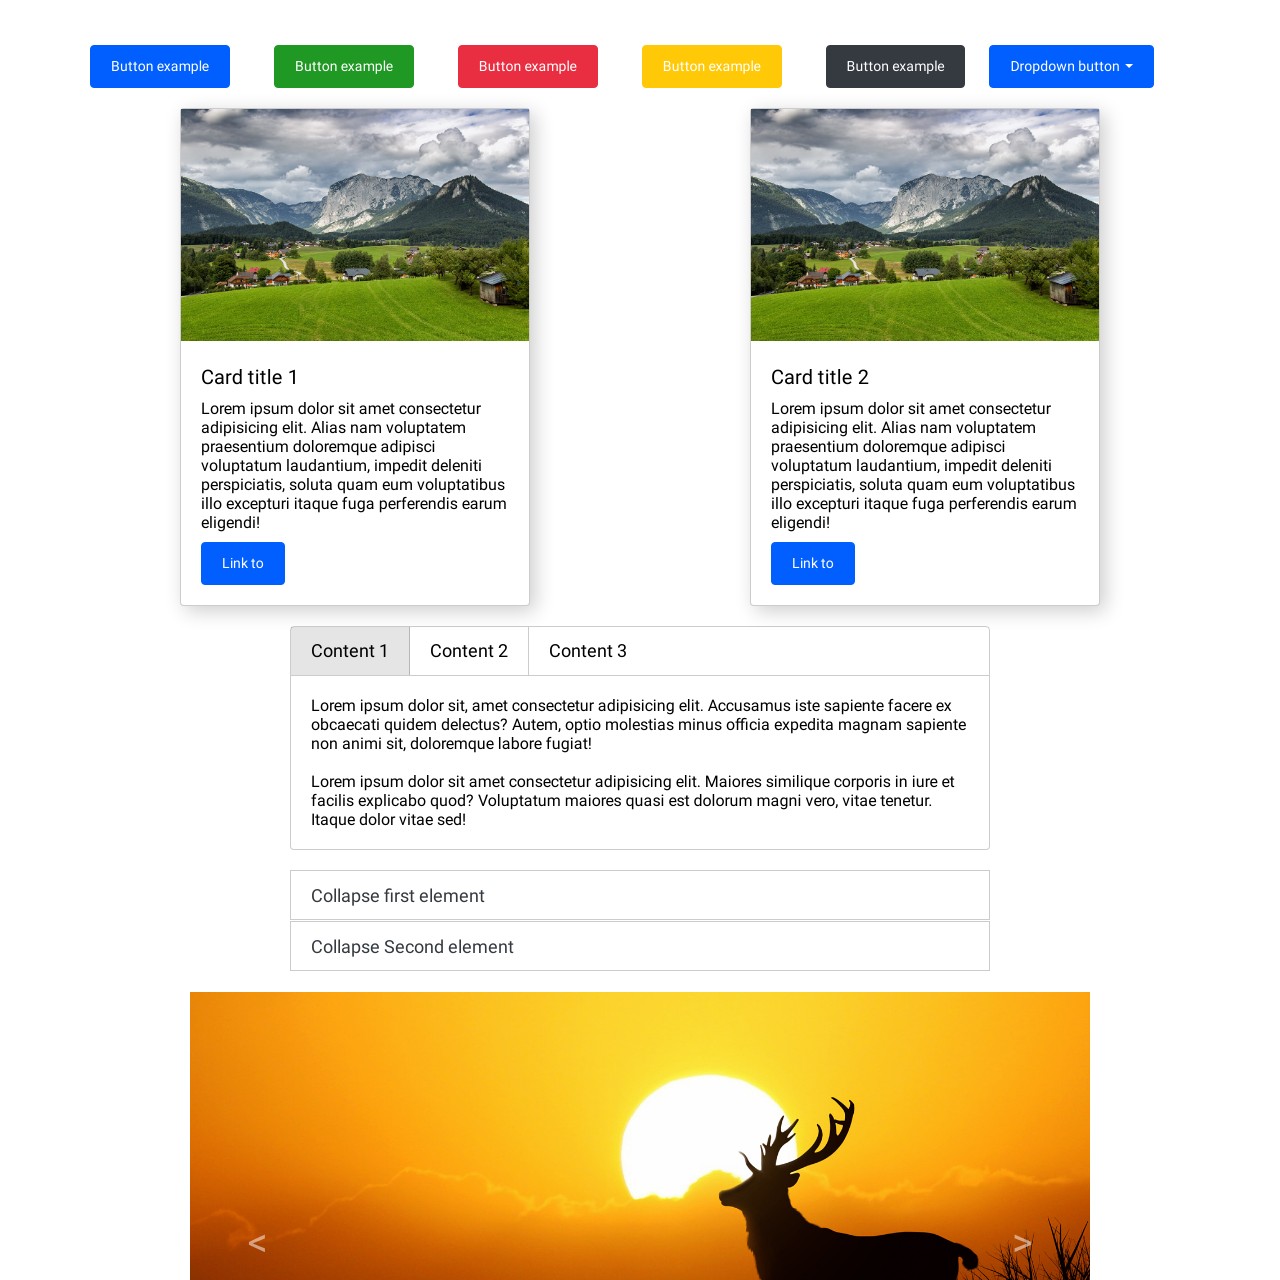 Button example Button example Button example Button example Button example Dropdown button
Card title 1
Lorem ipsum dolor sit amet consectetur
adipisicing elit. Alias nam voluptatem
praesentium doloremque adipisci
voluptatum laudantium, impedit deleniti
perspiciatis, soluta quam eum voluptatibus
illo excepturi itaque fuga perferendis earum
eligendi!
Link to
Card title 2
Lorem ipsum dolor sit amet consectetur
adipisicing elit. Alias nam voluptatem
praesentium doloremque adipisci
voluptatum laudantium, impedit deleniti
perspiciatis, soluta quam eum voluptatibus
illo excepturi itaque fuga perferendis earum
eligendi!
Link to
Content 1 Content 2 Content 3
Lorem ipsum dolor sit, amet consectetur adipisicing elit. Accusamus iste sapiente facere ex
obcaecati quidem delectus? Autem, optio molestias minus officia expedita magnam sapiente
non animi sit, doloremque labore fugiat!
Lorem ipsum dolor sit amet consectetur adipisicing elit. Maiores similique corporis in iure et
facilis explicabo quod? Voluptatum maiores quasi est dolorum magni vero, vitae tenetur.
Itaque dolor vitae sed!
Collapse first element
Collapse Second element
< >